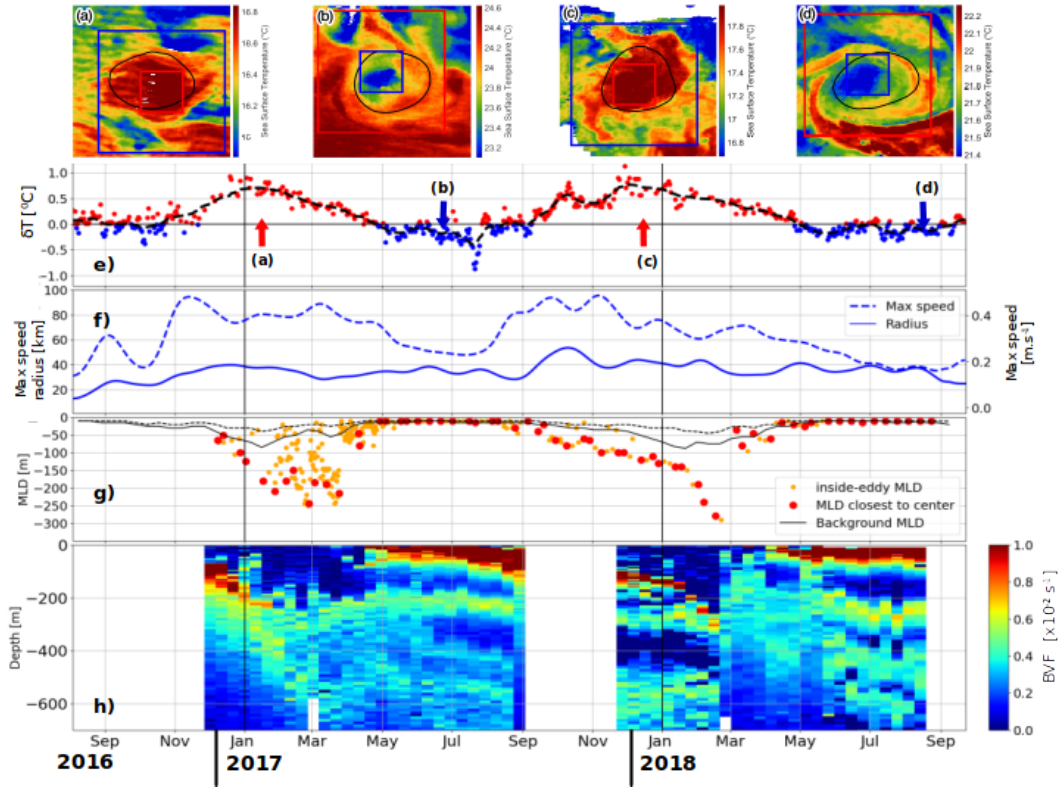 (a)
16.8
16.4
16.2
16
Sea Surface Temperature (°C)
(b)
24.6
24.4
24
23.8
23.4
23.2
Sea Surface Temperature (°C)
(c)
17.8
17.6
17.4
17.2
17
16.8
Sea Surface Temperature (°C)
(d)
22.2
22.1
22
21.9
21.8
21.7
21.6
21.5
21.4
Sea Surface Temperature (°C)
δT [⁰C]
1.0
0.5
0.0
−0.5
−1.0
e)
(a)
(b)
(c)
(d)
Max speed
radius [km]
100
80
60
40
20
f)
Max speed
Radius
0.4
0.2
0.0
Max speed
[m.s⁻¹]
MLD [m]
0
−50
−100
−150
−200
−250
−300
g)
inside-eddy MLD
MLD closest to center
Background MLD
Depth [m]
0
−200
−400
−600
h)
1.0
0.8
0.6
0.4
0.2
0.0
BVF [x10⁻² s⁻¹]
Sep Nov Jan Mar May Jul Sep Nov Jan Mar May Jul Sep
2016 2017 2018